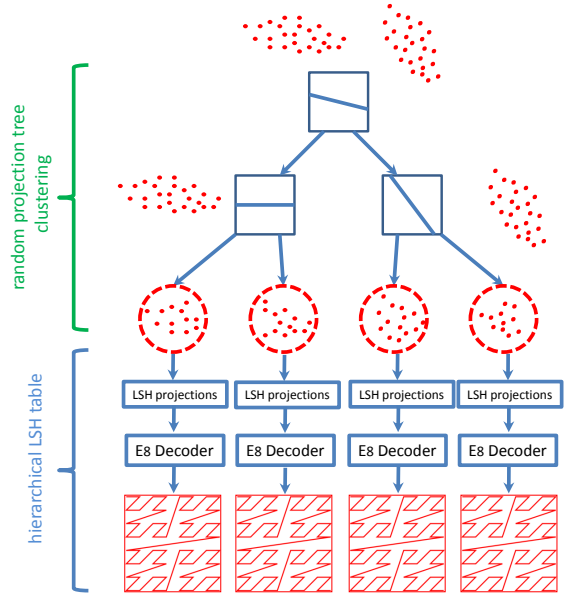 random projection tree
clustering
hierarchical LSH table
LSH projections
LSH projections
LSH projections
LSH projections
E8 Decoder
E8 Decoder
E8 Decoder
E8 Decoder